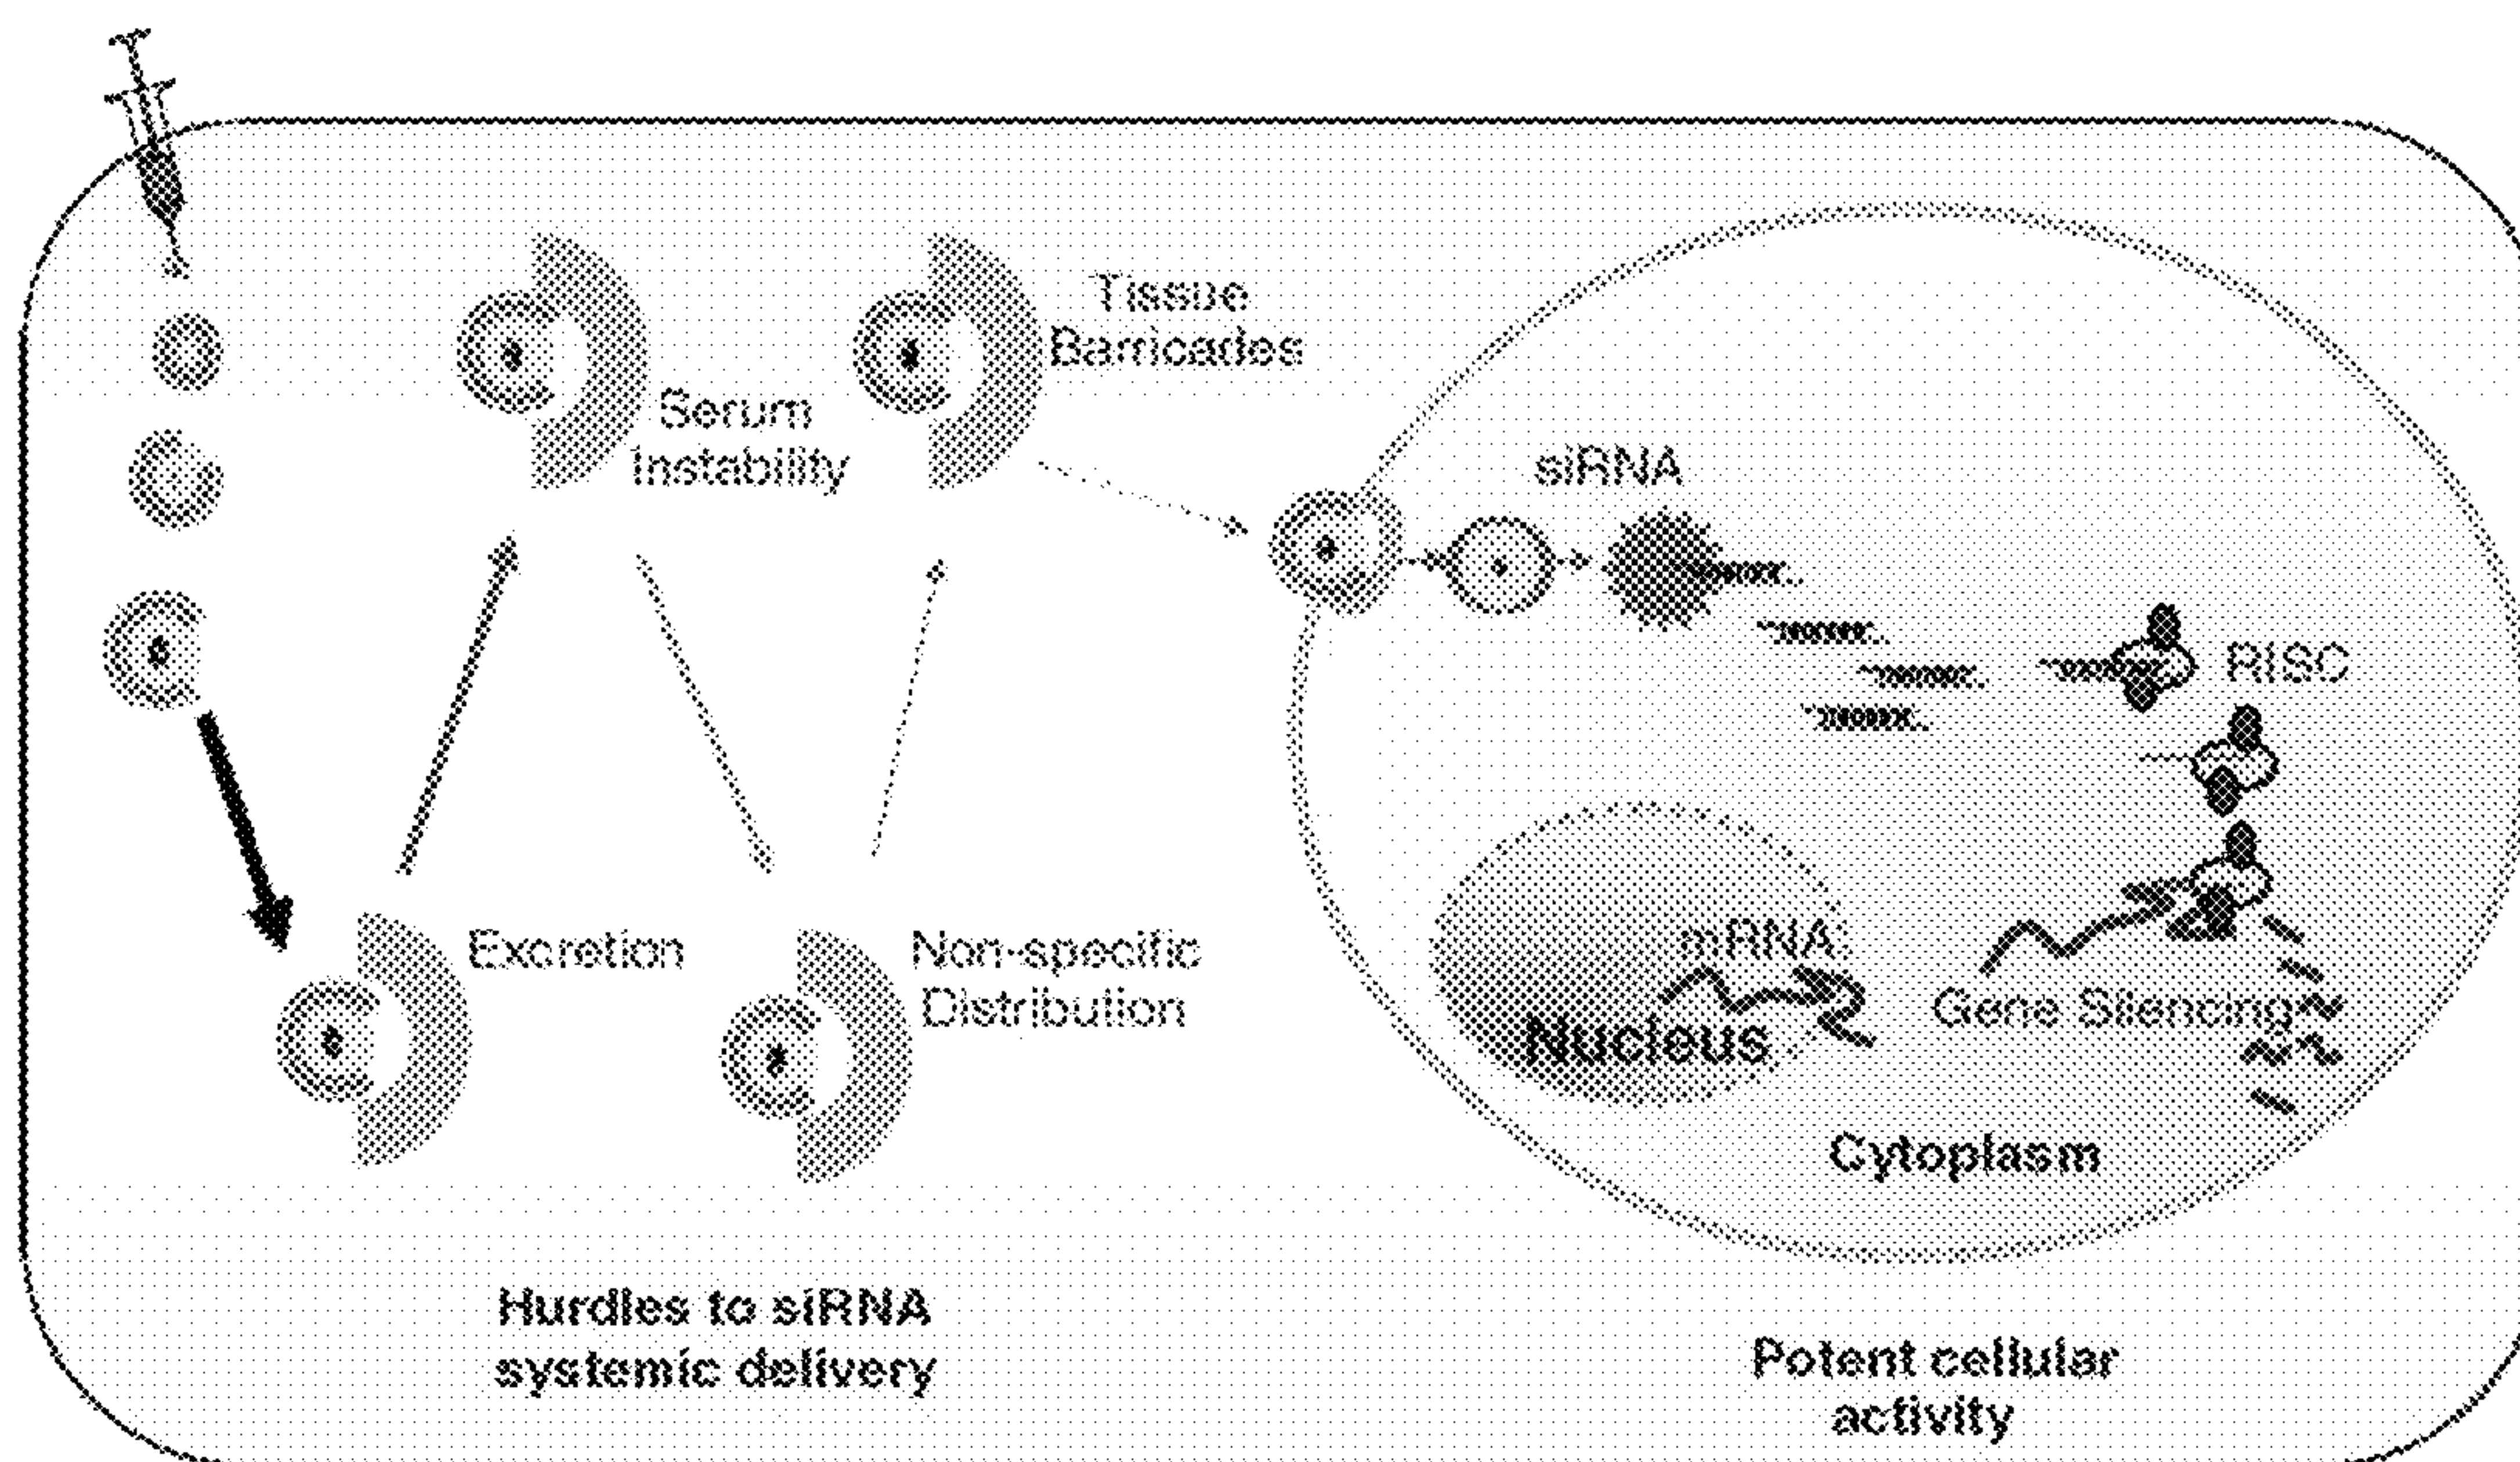 Tissue
Barricades
Serum
Instability
siRNA
RISC
Excretion
Non-specific
Distribution
mRNA
Gene Silencing
Nucleus
Cytoplasm
Hurdles to siRNA
systemic delivery
Potent cellular
activity